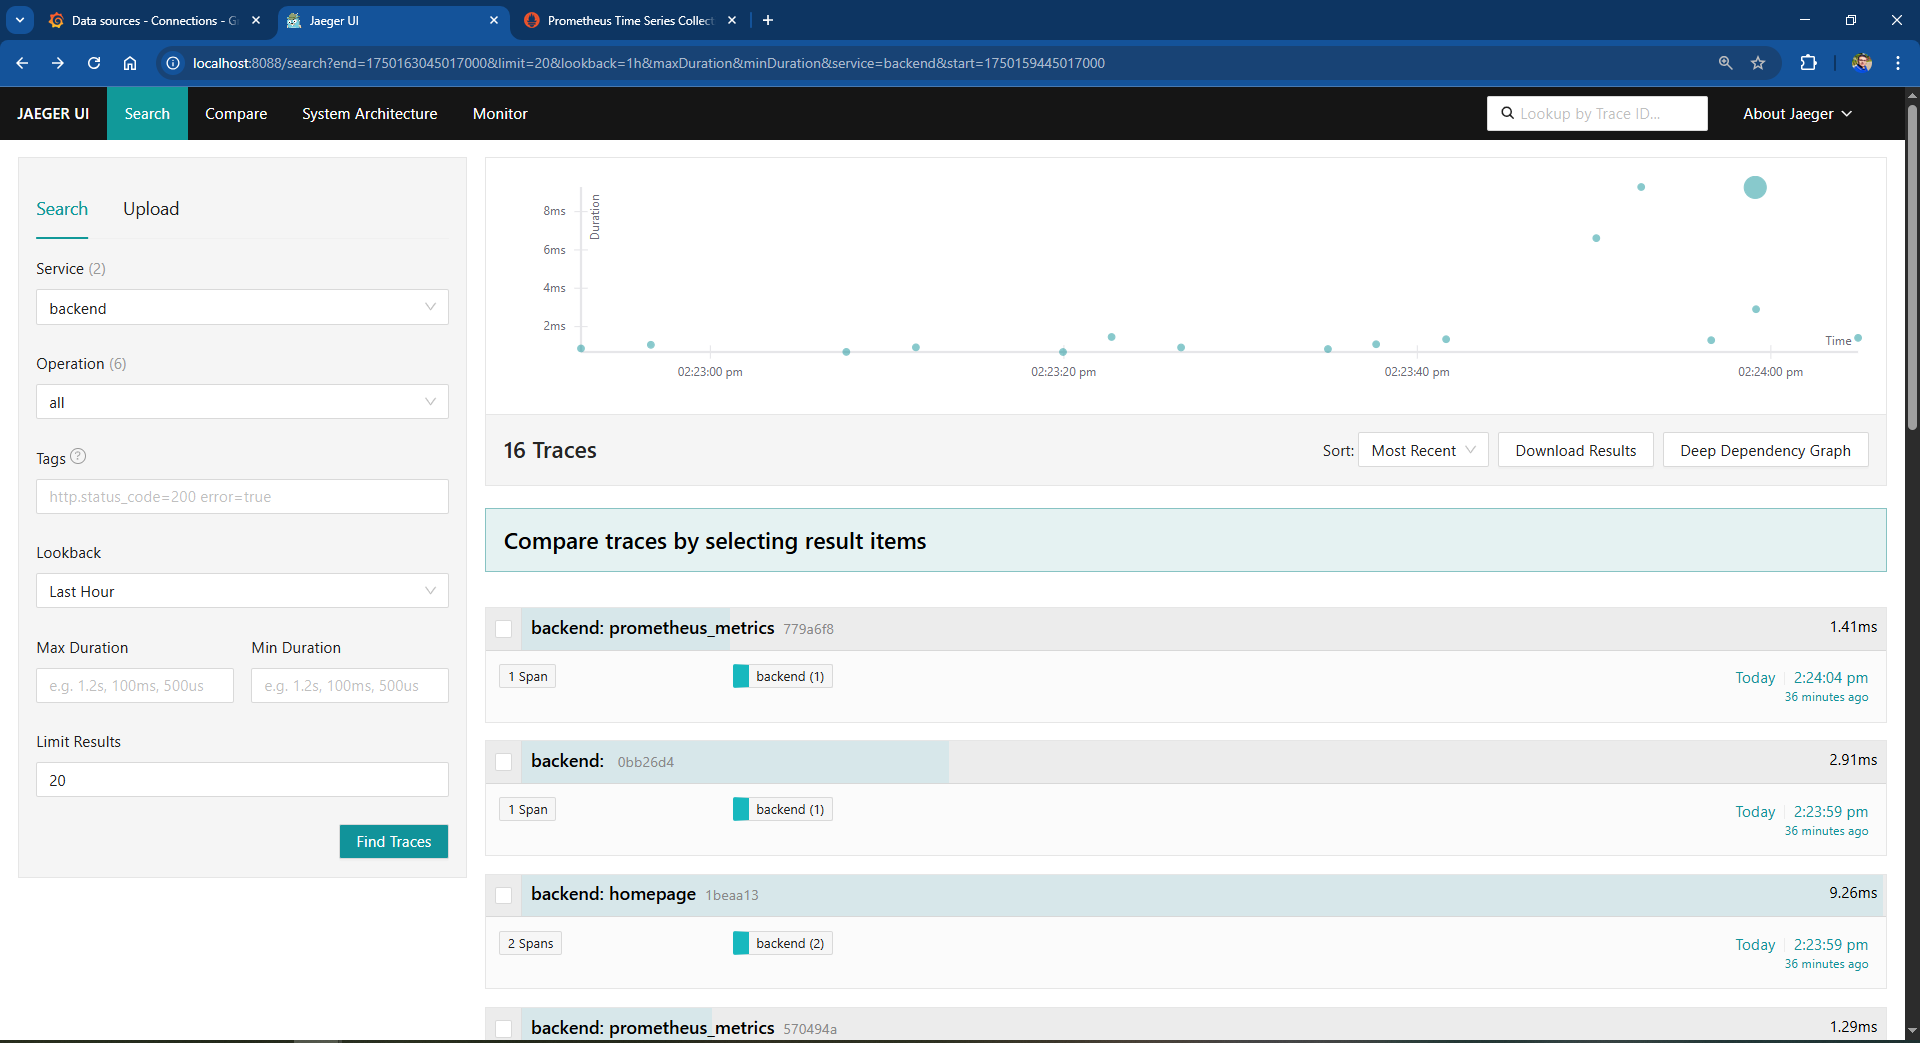 Data sources - Connections - G
Jaeger UI
Prometheus Time Series Collect
localhost:8088/search?end=1750163045017000&limit=20&lookback=1h&maxDuration&minDuration&service=backend&start=1750159445017000
JAEGER UI
Search
Compare
System Architecture
Monitor
Lookup by Trace ID...
About Jaeger
Search
Upload
Service (2)
backend
Operation (6)
all
Tags
http.status_code=200 error=true
Lookback
Last Hour
Max Duration
Min Duration
e.g. 1.2s, 100ms, 500us
e.g. 1.2s, 100ms, 500us
Limit Results
20
Find Traces
Duration
8ms
6ms
4ms
2ms
Time
02:23:00 pm
02:23:20 pm
02:23:40 pm
02:24:00 pm
16 Traces
Sort:
Most Recent
Download Results
Deep Dependency Graph
Compare traces by selecting result items
backend: prometheus_metrics 779a6f8
1.41ms
1 Span
backend (1)
Today
2:24:04 pm
36 minutes ago
backend: 0bb26d4
2.91ms
1 Span
backend (1)
Today
2:23:59 pm
36 minutes ago
backend: homepage 1beaa13
9.26ms
2 Spans
backend (2)
Today
2:23:59 pm
36 minutes ago
backend: prometheus_metrics 570494a
1.29ms